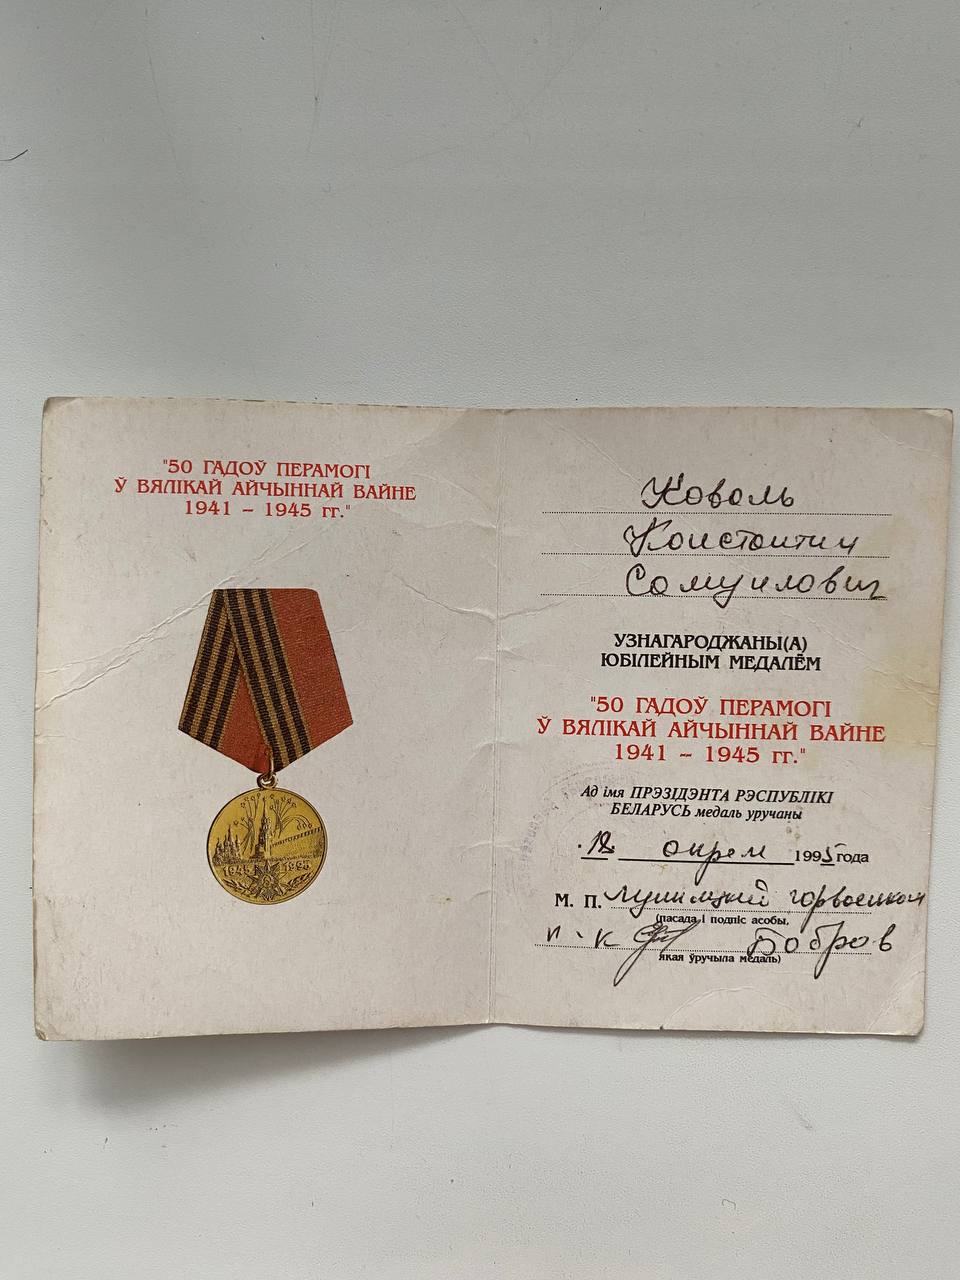 "50 ГАДОЎ ПЕРАМОГІ
Ў ВЯЛІКАЙ АЙЧЫННАЙ ВАЙНЕ
1941 – 1945 гг."
1945 1995
Коваль
Константин
Самуилович
УЗНАГАРОДЖАНЫ(А)
ЮБІЛЕЙНЫМ МЕДАЛЁМ
"50 ГАДОЎ ПЕРАМОГІ
Ў ВЯЛІКАЙ АЙЧЫННАЙ ВАЙНЕ
1941 – 1945 гг."
Ад імя ПРЭЗІДЭНТА РЭСПУБЛІКІ
БЕЛАРУСЬ медаль уручаны
18 апреля 1995 года
М. П. горвоенком
(пасада і подпіс асобы,
п-к Бобров
якая ўручыла медаль)